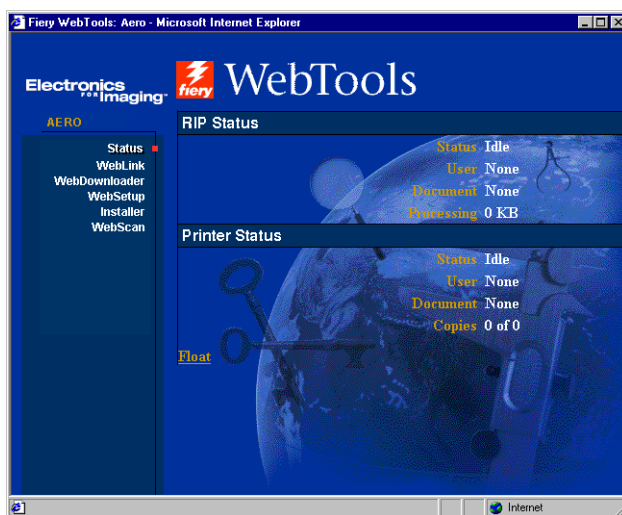 Fiery WebTools: Aero - Microsoft Internet Explorer
Electronics
FOR Imaging™
fiery
WebTools
AERO
Status
WebLink
WebDownloader
WebSetup
Installer
WebScan
RIP Status
Status Idle
User None
Document None
Processing 0 KB
Printer Status
Status Idle
User None
Document None
Copies 0 of 0
Float
Internet